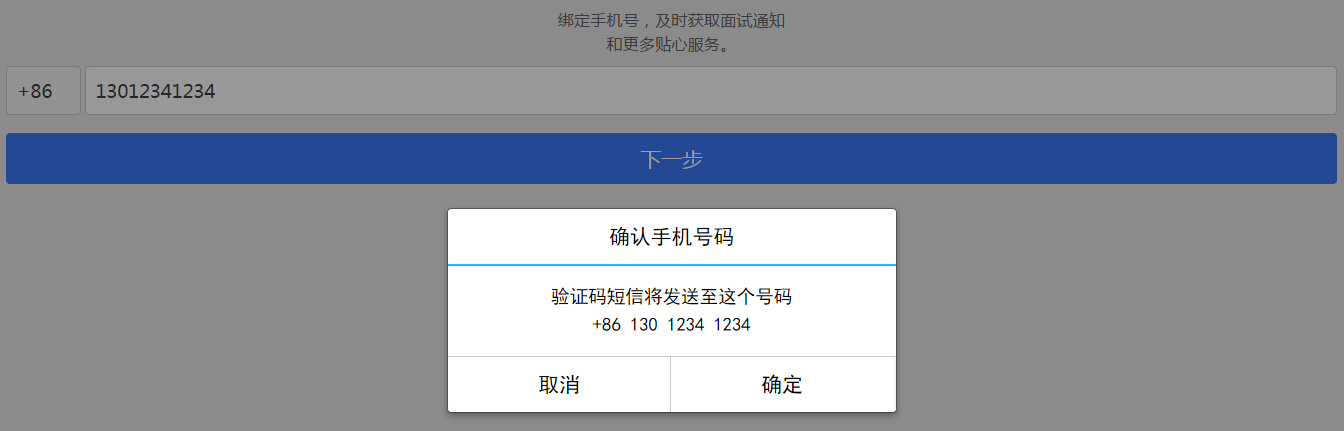 绑定手机号，及时获取面试通知
和更多贴心服务。
+86 13012341234
下一步
确认手机号码
验证码短信将发送至这个号码
+86 130 1234 1234
取消 确定